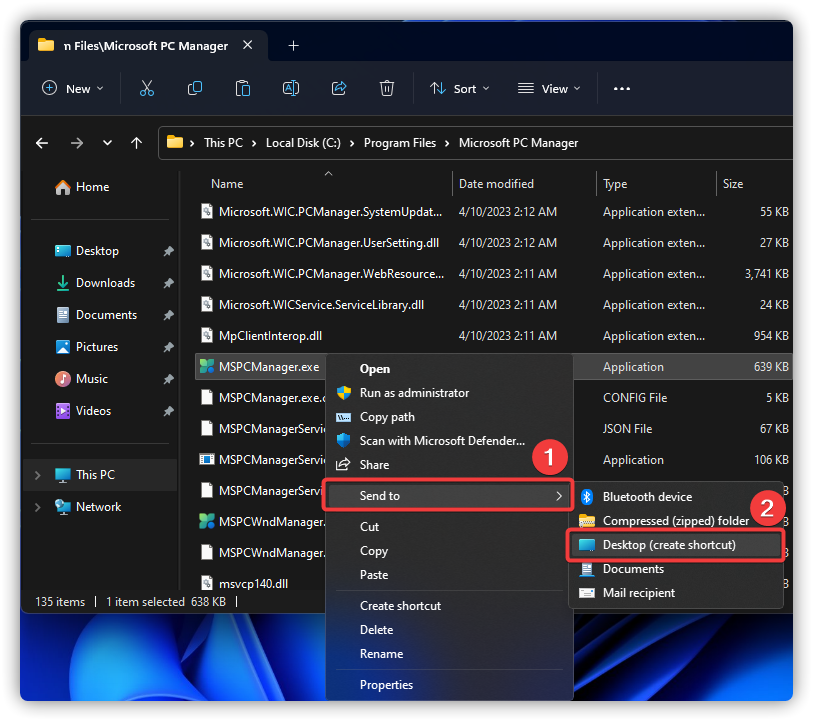 n Files\Microsoft PC Manager
New
Sort
View
This PC > Local Disk (C:) > Program Files > Microsoft PC Manager
Home
Desktop
Downloads
Documents
Pictures
Music
Videos
This PC
Network
Name Date modified Type Size
Microsoft.WIC.PCManager.SystemUpdat... 4/10/2023 2:12 AM Application exten... 55 KB
Microsoft.WIC.PCManager.UserSetting.dll 4/10/2023 2:12 AM Application exten... 27 KB
Microsoft.WIC.PCManager.WebResource... 4/10/2023 2:11 AM Application exten... 3,741 KB
Microsoft.WICService.ServiceLibrary.dll 4/10/2023 2:11 AM Application exten... 24 KB
MpClientInterop.dll 4/10/2023 2:11 AM Application exten... 954 KB
MSPCManager.exe Application 639 KB
MSPCManager.exe.c CONFIG File 5 KB
MSPCManagerServi JSON File 67 KB
MSPCManagerServi Application 106 KB
MSPCManagerServi
MSPCWndManager.
MSPCWndManager.
msvcp140.dll
135 items 1 item selected 638 KB
Open
Run as administrator
Copy path
Scan with Microsoft Defender...
Share
1
Send to
Cut
Copy
Paste
Create shortcut
Delete
Rename
Properties
Bluetooth device
2
Compressed (zipped) folder
Desktop (create shortcut)
Documents
Mail recipient